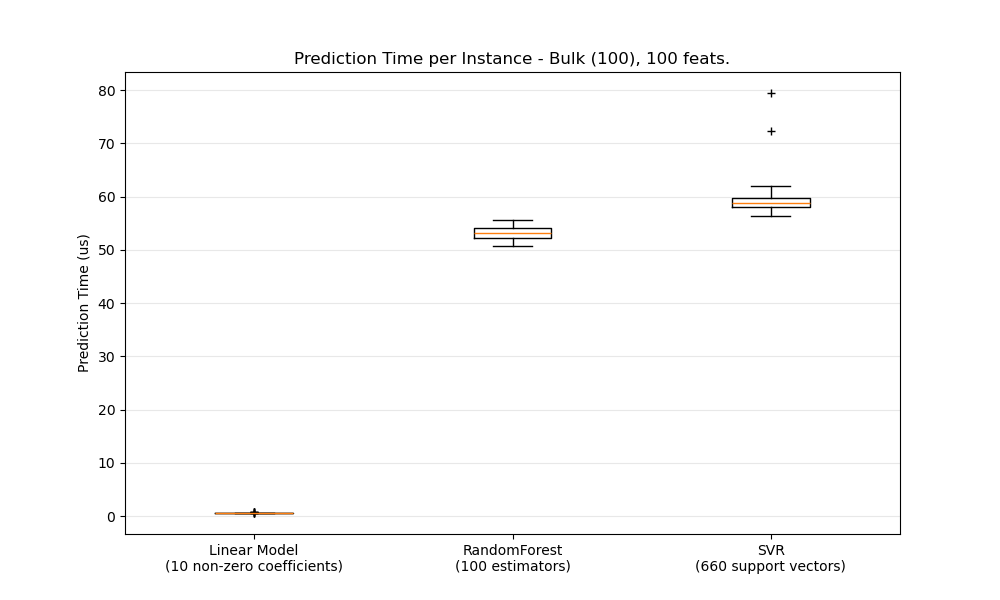 Prediction Time per Instance - Bulk (100), 100 feats.
Prediction Time (us)
80
70
60
50
40
30
20
10
0
Linear Model
(10 non-zero coefficients)
RandomForest
(100 estimators)
SVR
(660 support vectors)